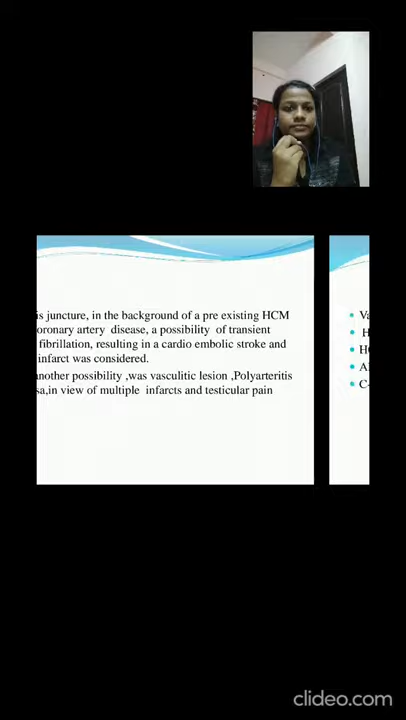 is juncture, in the background of a pre existing HCM
oronary artery disease, a possibility of transient
fibrillation, resulting in a cardio embolic stroke and
infarct was considered.
another possibility ,was vasculitic lesion ,Polyarteritis
sa,in view of multiple infarcts and testicular pain
Va
H
HC
A
C-
clideo.com